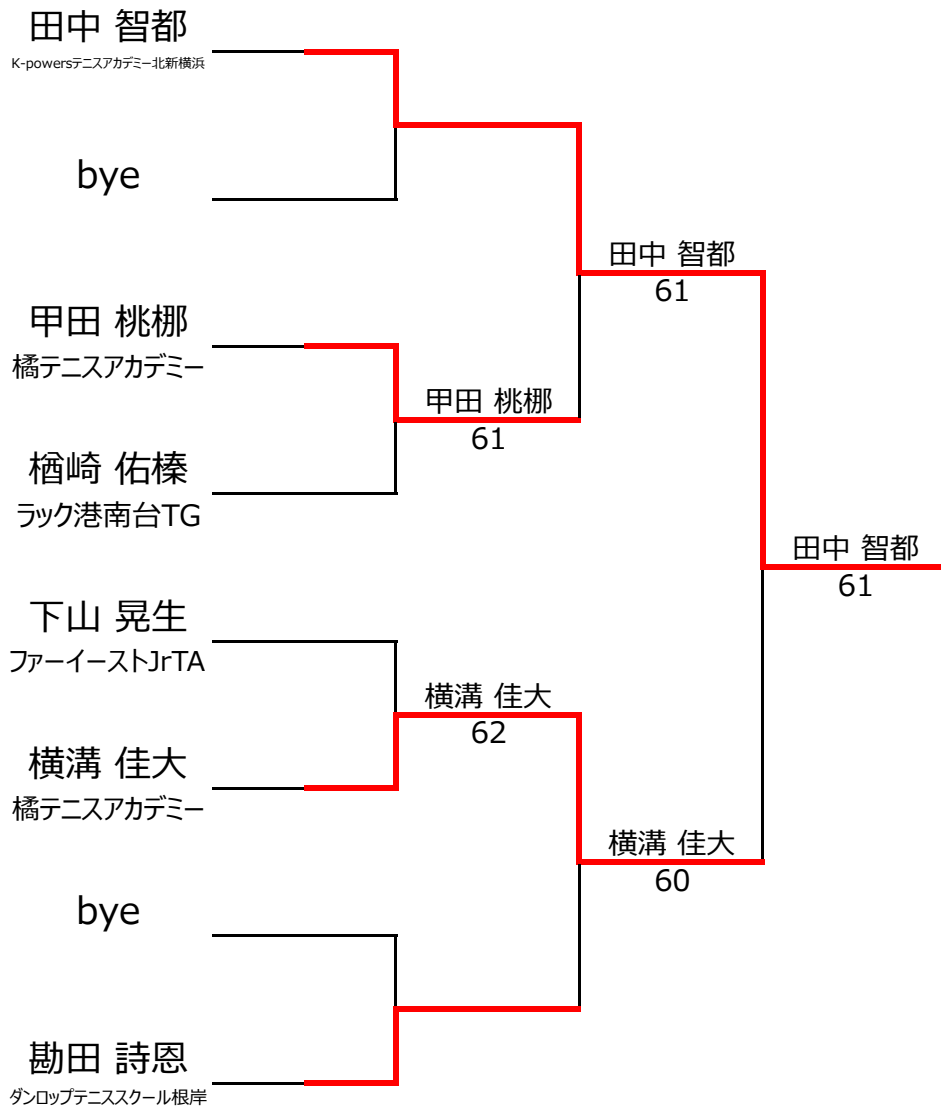 田中 智都
K-powersテニスアカデミー北新横浜
bye
甲田 桃梛
橘テニスアカデミー
楢崎 佑榛
ラック港南台TG
下山 晃生
ファーイーストJrTA
横溝 佳大
橘テニスアカデミー
bye
勘田 詩恩
ダンロップテニススクール根岸
甲田 桃梛
61
横溝 佳大
62
田中 智都
61
横溝 佳大
60
田中 智都
61